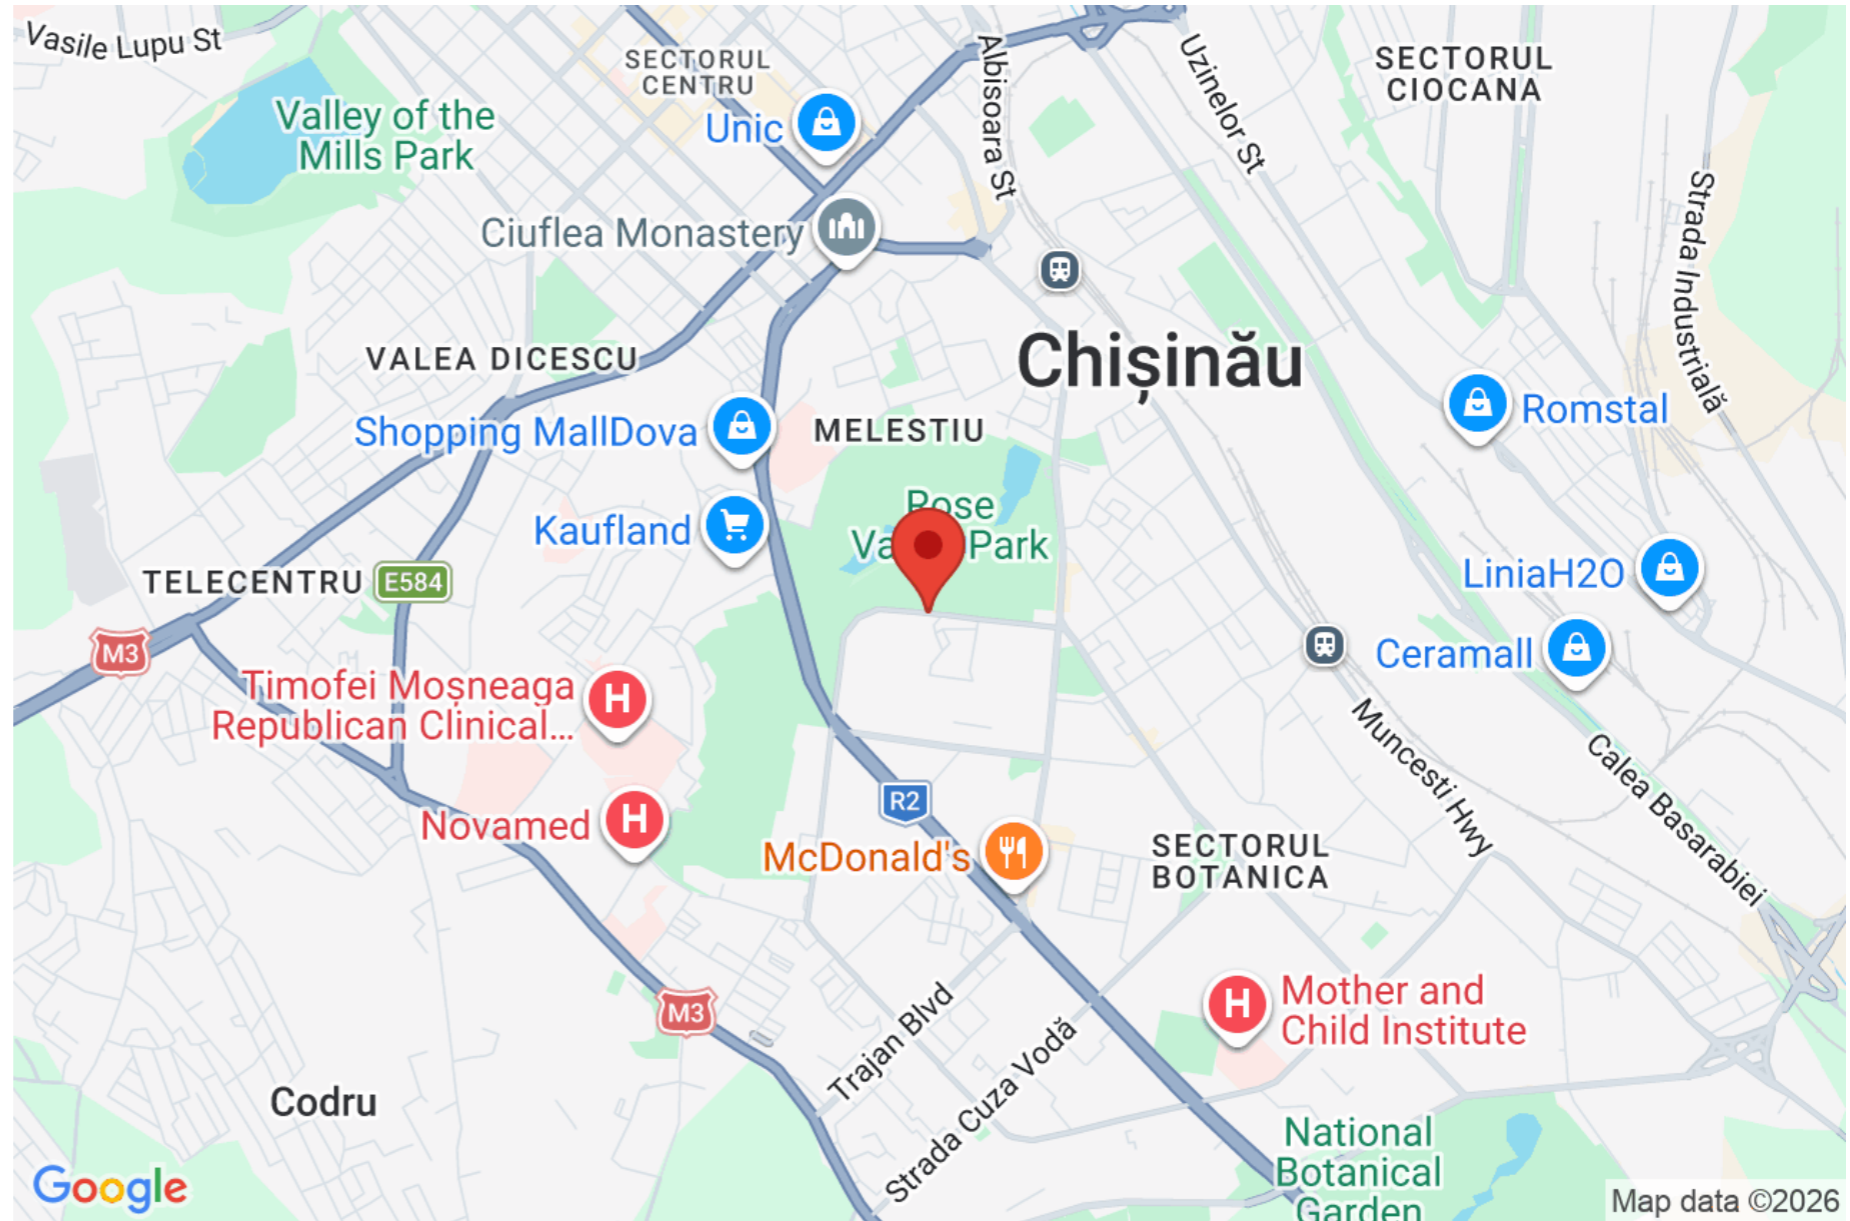 Vasile Lupu St
SECTORUL
CENTRU
Albisoara St
Uzinelor St
SECTORUL
CIOCANA
Valley of the
Mills Park
Unic
Strada Industrială
Ciuflea Monastery
Chișinău
VALEA DICESCU
Shopping MallDova
MELESTIU
Romstal
Rose
Park
Kaufland
TELECENTRU
E584
LiniaH2O
M3
Ceramall
Timofei Moșneaga
Republican Clinical...
H
Muncesti Hwy
Calea Basarabiei
R2
Novamed
H
McDonald's
SECTORUL
BOTANICA
M3
Trajan Blvd
Strada Cuza Vodă
H
Mother and
Child Institute
Codru
National
Botanical
Garden
Google
Map data ©2026